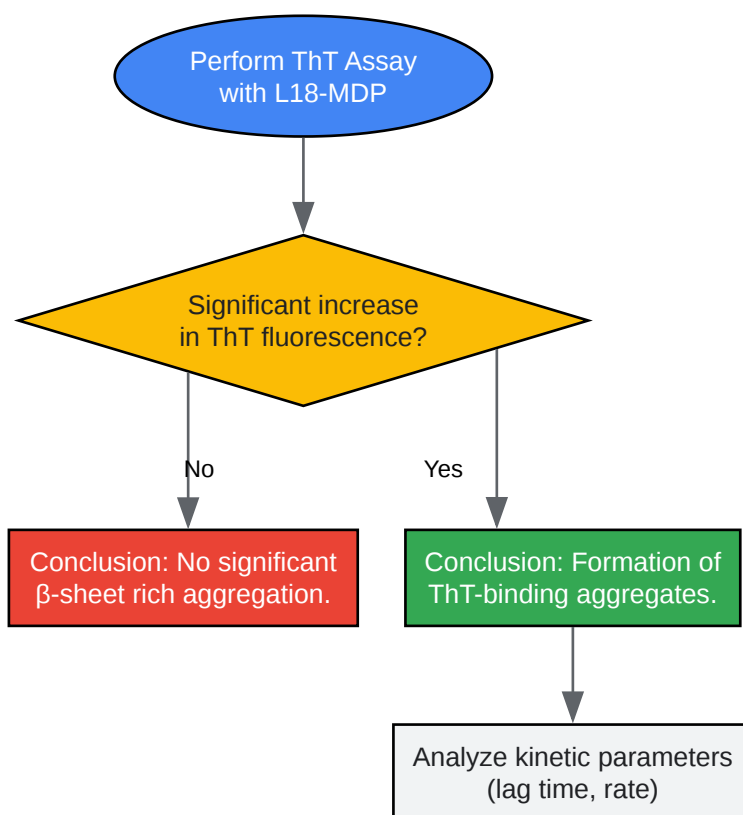 Perform ThT Assay
with L18-MDP
Significant increase
in ThT fluorescence?
No
Yes
Conclusion: No significant
β-sheet rich aggregation.
Conclusion: Formation of
ThT-binding aggregates.
Analyze kinetic parameters
(lag time, rate)